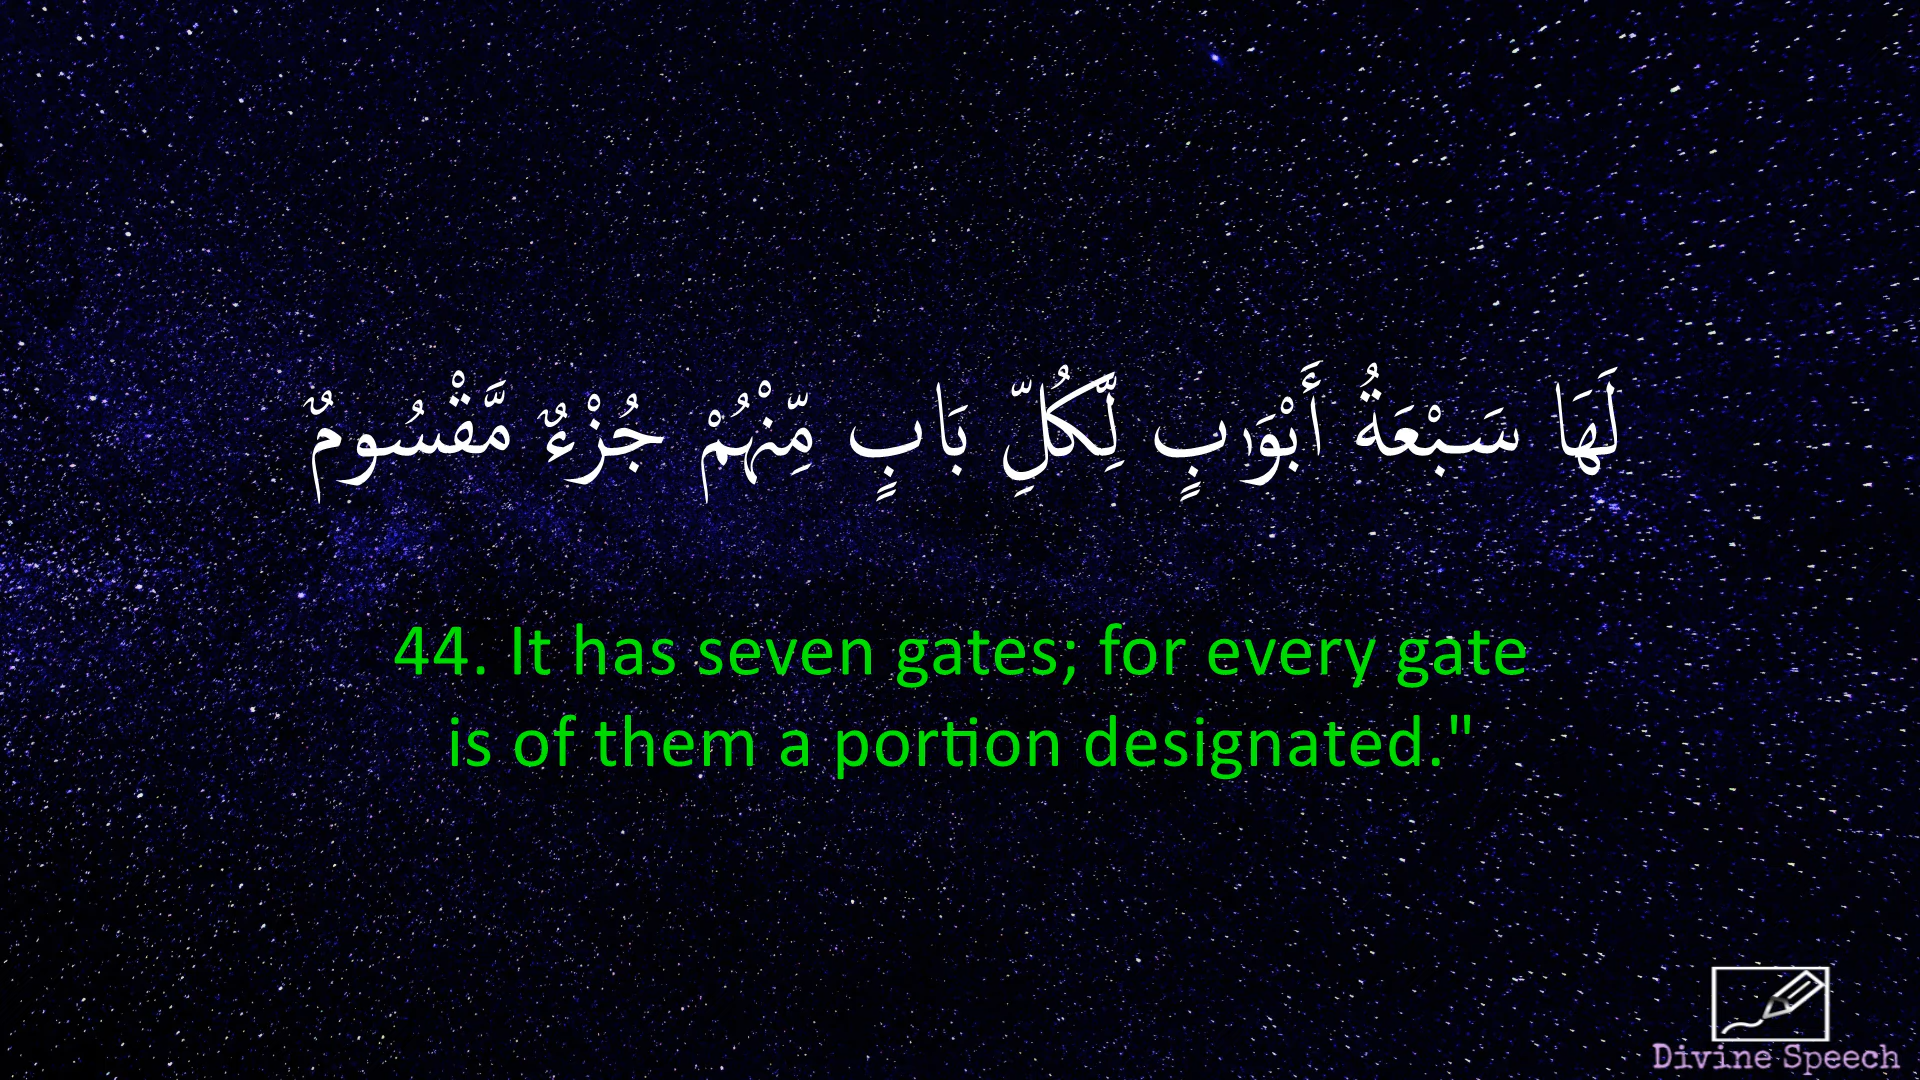 لَهَا سَبْعَةُ أَبْوَٰبٍ لِّكُلِّ بَابٍ مِّنْهُمْ جُزْءٌ مَّقْسُومٌ
44. It has seven gates; for every gate
is of them a portion designated."
Divine Speech